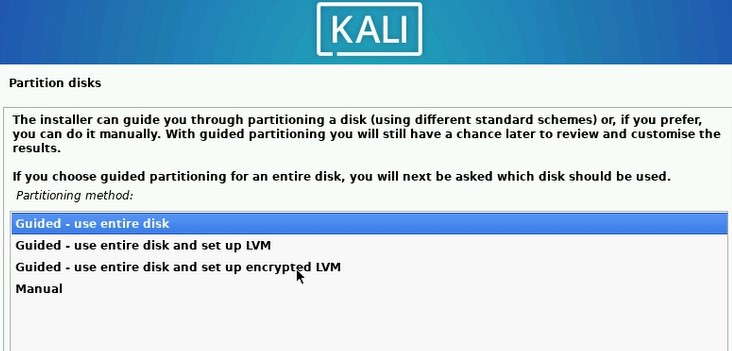 KALI
Partition disks
The installer can guide you through partitioning a disk (using different standard schemes) or, if you prefer,
you can do it manually. With guided partitioning you will still have a chance later to review and customise the
results.
If you choose guided partitioning for an entire disk, you will next be asked which disk should be used.
Partitioning method:
Guided - use entire disk
Guided - use entire disk and set up LVM
Guided - use entire disk and set up encrypted LVM
Manual